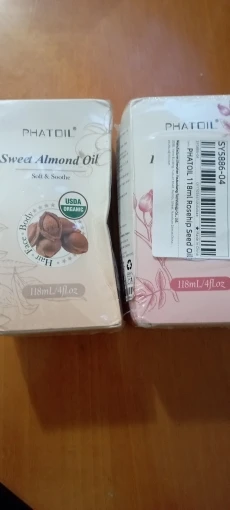 PHATOIL
Sweet Almond Oil
Soft & Soothe
USDA
ORGANIC
Hair · Face · Body
118mL/4fl.oz
PHATOIL
SY5886-04
PHATOIL 118ml Rosehip Seed Oil
118mL/4fl.oz